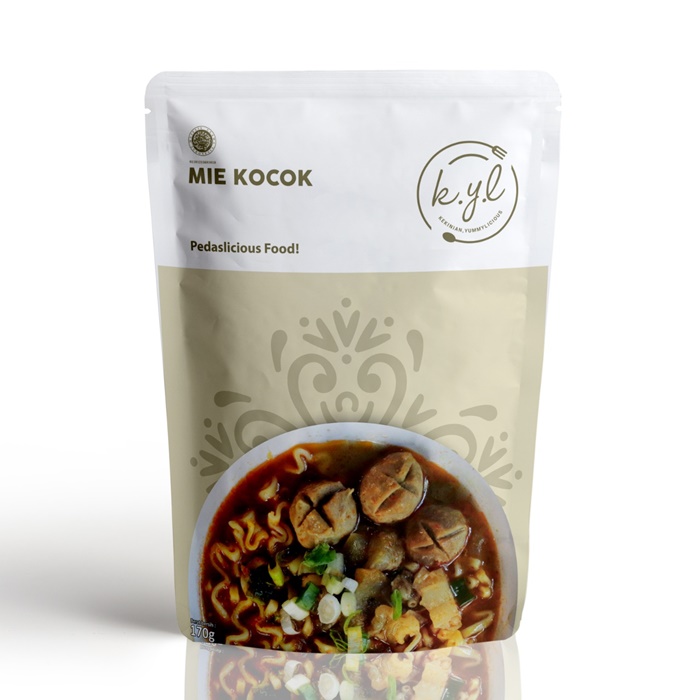 MIE KOCOK
k.y.l
KEKINIAN.YUMMYLICIOUS
Pedaslicious Food!
170g